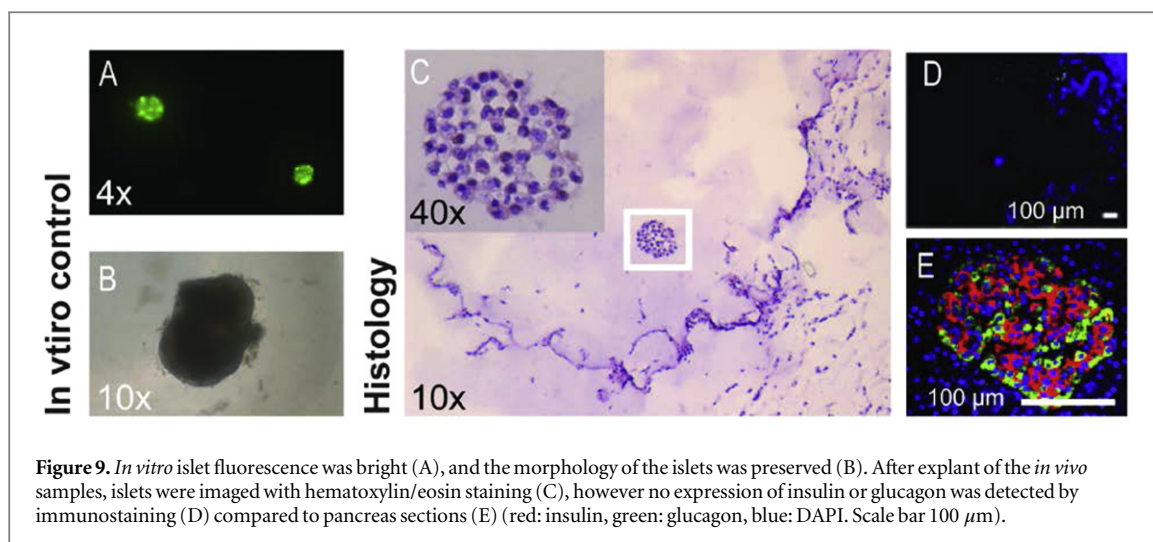 In vtiro control
A
4x
B
10x
Histology
C
40x
10x
D
100 µm
E
100 µm
Figure 9. In vitro islet fluorescence was bright (A), and the morphology of the islets was preserved (B). After explant of the in vivo
samples, islets were imaged with hematoxylin/eosin staining (C), however no expression of insulin or glucagon was detected by
immunostaining (D) compared to pancreas sections (E) (red: insulin, green: glucagon, blue: DAPI. Scale bar 100 µm).